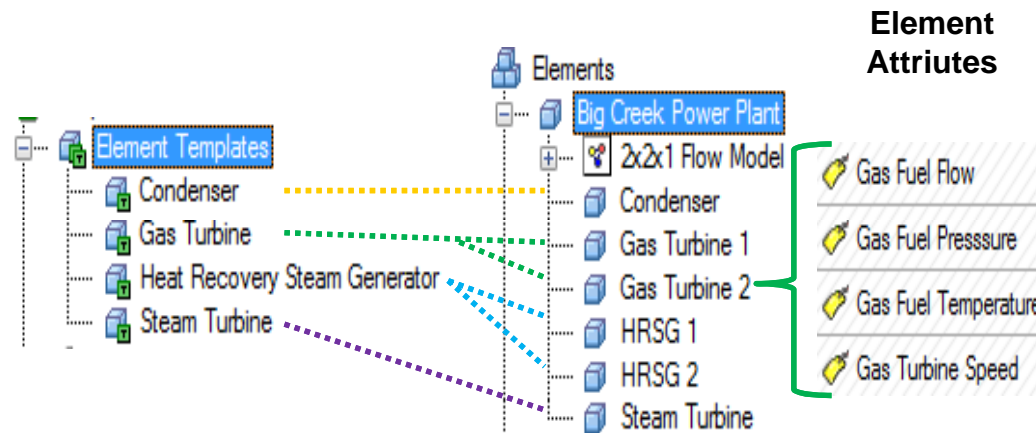 Element Templates
Condenser
Gas Turbine
Heat Recovery Steam Generator
Steam Turbine
Elements
Big Creek Power Plant
2x2x1 Flow Model
Condenser
Gas Turbine 1
Gas Turbine 2
HRSG 1
HRSG 2
Steam Turbine
Element
Attriutes
Gas Fuel Flow
Gas Fuel Presssure
Gas Fuel Temperature
Gas Turbine Speed